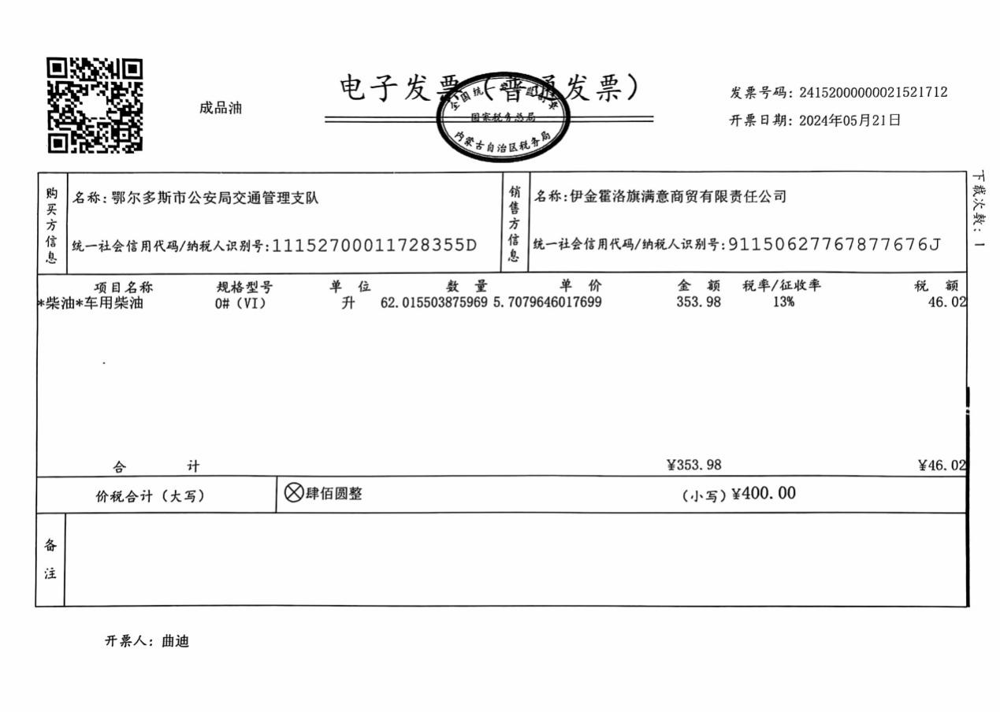 电子发票（普通发票）
成品油
全国统一发票监制章
国家税务总局
内蒙古自治区税务局
发票号码：24152000000021521712
开票日期：2024年05月21日
下载次数：1
购买方信息
名称：鄂尔多斯市公安局交通管理支队
统一社会信用代码/纳税人识别号：11152700011728355D
销售方信息
名称：伊金霍洛旗满意商贸有限责任公司
统一社会信用代码/纳税人识别号：91150627767877676J
项目名称 规格型号 单位 数量 单价 金额 税率/征收率 税额
*柴油*车用柴油 0#（VI） 升 62.015503875969 5.7079646017699 353.98 13% 46.02
合计 ¥353.98 ¥46.02
价税合计（大写） ⊗肆佰圆整 （小写）¥400.00
备注
开票人：曲迪